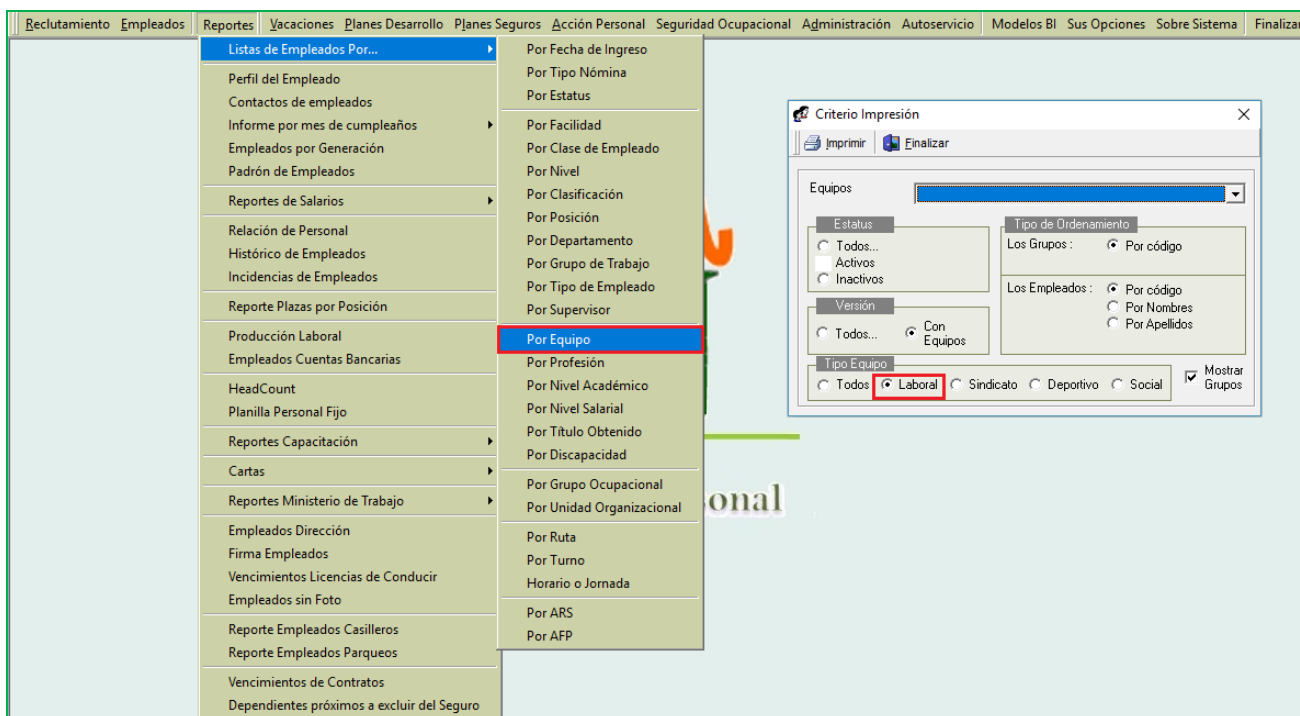 Reclutamiento Empleados Reportes Vacaciones Planes Desarrollo Planes Seguros Acción Personal Seguridad Ocupacional Administración Autoservicio Modelos BI Sus Opciones Sobre Sistema Finalizar
Listas de Empleados Por...
Perfil del Empleado
Contactos de empleados
Informe por mes de cumpleaños
Empleados por Generación
Padrón de Empleados
Reportes de Salarios
Relación de Personal
Histórico de Empleados
Incidencias de Empleados
Reporte Plazas por Posición
Producción Laboral
Empleados Cuentas Bancarias
HeadCount
Planilla Personal Fijo
Reportes Capacitación
Cartas
Reportes Ministerio de Trabajo
Empleados Dirección
Firma Empleados
Vencimientos Licencias de Conducir
Empleados sin Foto
Reporte Empleados Casilleros
Reporte Empleados Parqueos
Vencimientos de Contratos
Dependientes próximos a excluir del Seguro
Por Fecha de Ingreso
Por Tipo Nómina
Por Estatus
Por Facilidad
Por Clase de Empleado
Por Nivel
Por Clasificación
Por Posición
Por Departamento
Por Grupo de Trabajo
Por Tipo de Empleado
Por Supervisor
Por Equipo
Por Profesión
Por Nivel Académico
Por Nivel Salarial
Por Título Obtenido
Por Discapacidad
Por Grupo Ocupacional
Por Unidad Organizacional
Por Ruta
Por Turno
Horario o Jornada
Por ARS
Por AFP
onal
Criterio Impresión
Imprimir Finalizar
Equipos
Estatus
Todos...
Activos
Inactivos
Versión
Todos... Con Equipos
Tipo de Ordenamiento
Los Grupos : Por código
Los Empleados : Por código
Por Nombres
Por Apellidos
Tipo Equipo
Todos Laboral Sindicato Deportivo Social
Mostrar
Grupos